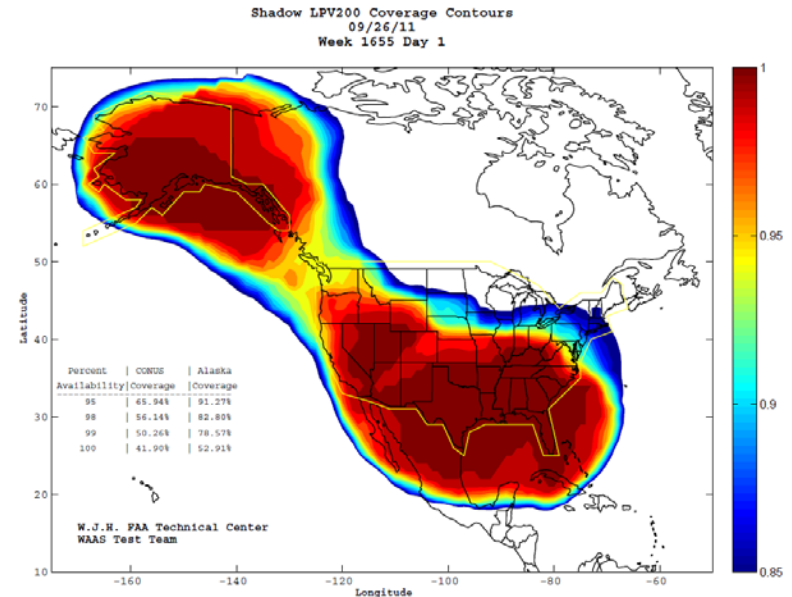 Shadow LPV200 Coverage Contours
09/26/11
Week 1655 Day 1
70
60
50
40
30
20
10
Latitude
-160
-140
-120
-100
-80
-60
Longitude
1
0.95
0.9
0.85
Percent | CONUS | Alaska
Availability|Coverage |Coverage
95 | 65.94% | 91.27%
98 | 56.14% | 82.80%
99 | 50.26% | 78.57%
100 | 41.90% | 52.91%
W.J.H. FAA Technical Center
WAAS Test Team